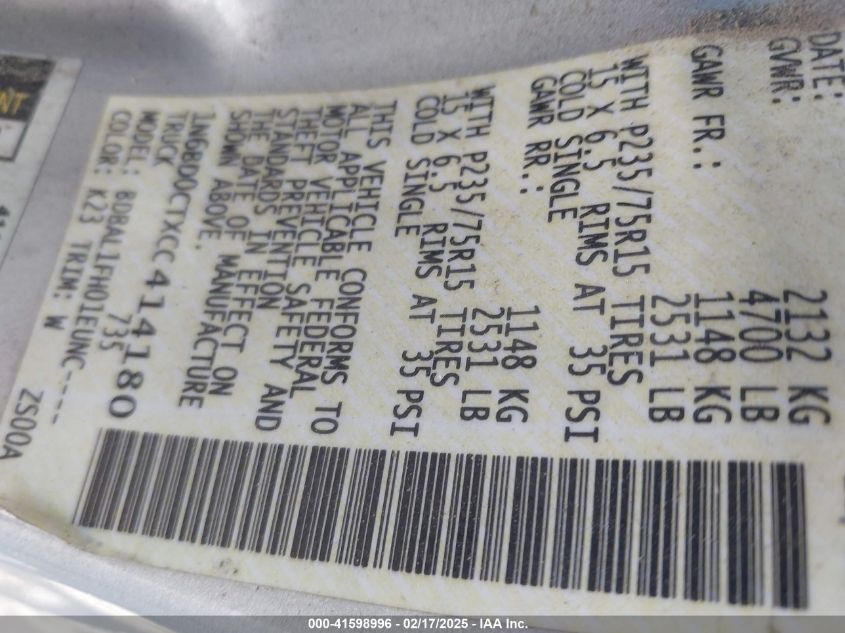 DATE:
GVWR: 2132 KG
4700 LB
GAWR FR.: 1148 KG
2531 LB
WITH P235/75R15 TIRES
15 X 6.5 RIMS AT 35 PSI
COLD SINGLE
GAWR RR.: 1148 KG
2531 LB
WITH P235/75R15 TIRES
15 X 6.5 RIMS AT 35 PSI
COLD SINGLE
THIS VEHICLE CONFORMS TO
ALL APPLICABLE FEDERAL
MOTOR VEHICLE SAFETY AND
THEFT PREVENTION
STANDARDS IN EFFECT ON
THE DATE OF MANUFACTURE
SHOWN ABOVE.
1N6BD0CTXCC414180
TRUCK 735
MODEL: BOBAL1FHO1EUNC-----
COLOR: K23 TRIM: W ZS00A
NT
000-41598996 — 02/17/2025 — IAA Inc.